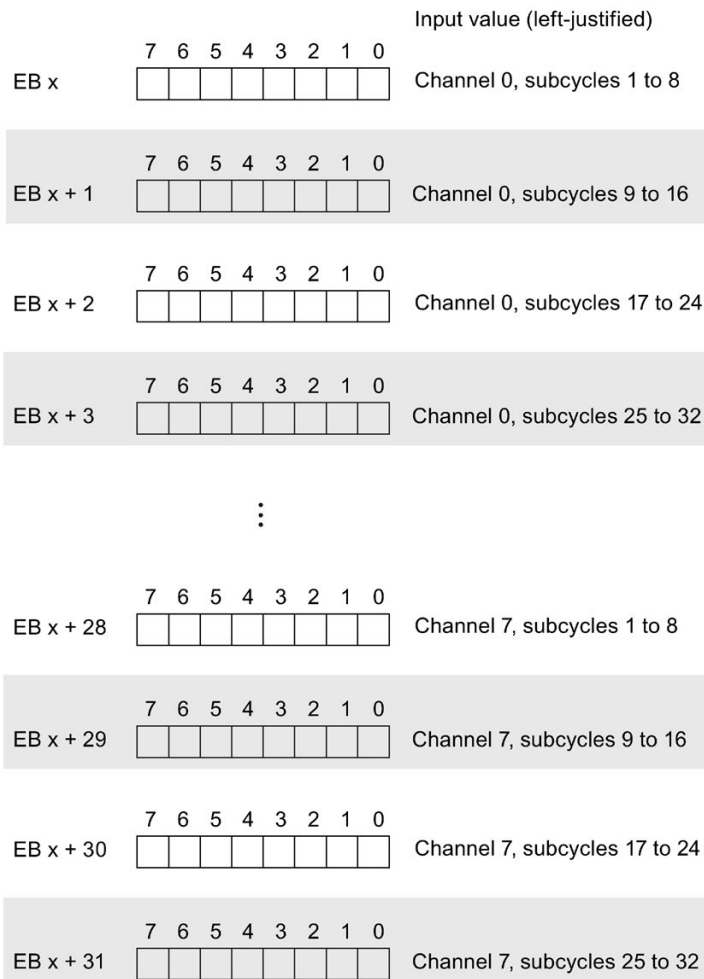 Input value (left-justified)
7 6 5 4 3 2 1 0
EB x Channel 0, subcycles 1 to 8
7 6 5 4 3 2 1 0
EB x + 1 Channel 0, subcycles 9 to 16
7 6 5 4 3 2 1 0
EB x + 2 Channel 0, subcycles 17 to 24
7 6 5 4 3 2 1 0
EB x + 3 Channel 0, subcycles 25 to 32
⋮
7 6 5 4 3 2 1 0
EB x + 28 Channel 7, subcycles 1 to 8
7 6 5 4 3 2 1 0
EB x + 29 Channel 7, subcycles 9 to 16
7 6 5 4 3 2 1 0
EB x + 30 Channel 7, subcycles 17 to 24
7 6 5 4 3 2 1 0
EB x + 31 Channel 7, subcycles 25 to 32